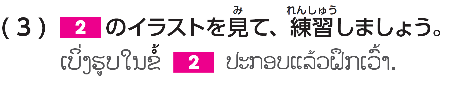 (3) 2 のイラストを見て、練習しましょう。
ເບິ່ງຮູບໃນຂໍ້ 2 ປະກອບແລ້ວຝຶກເວົ້າ.